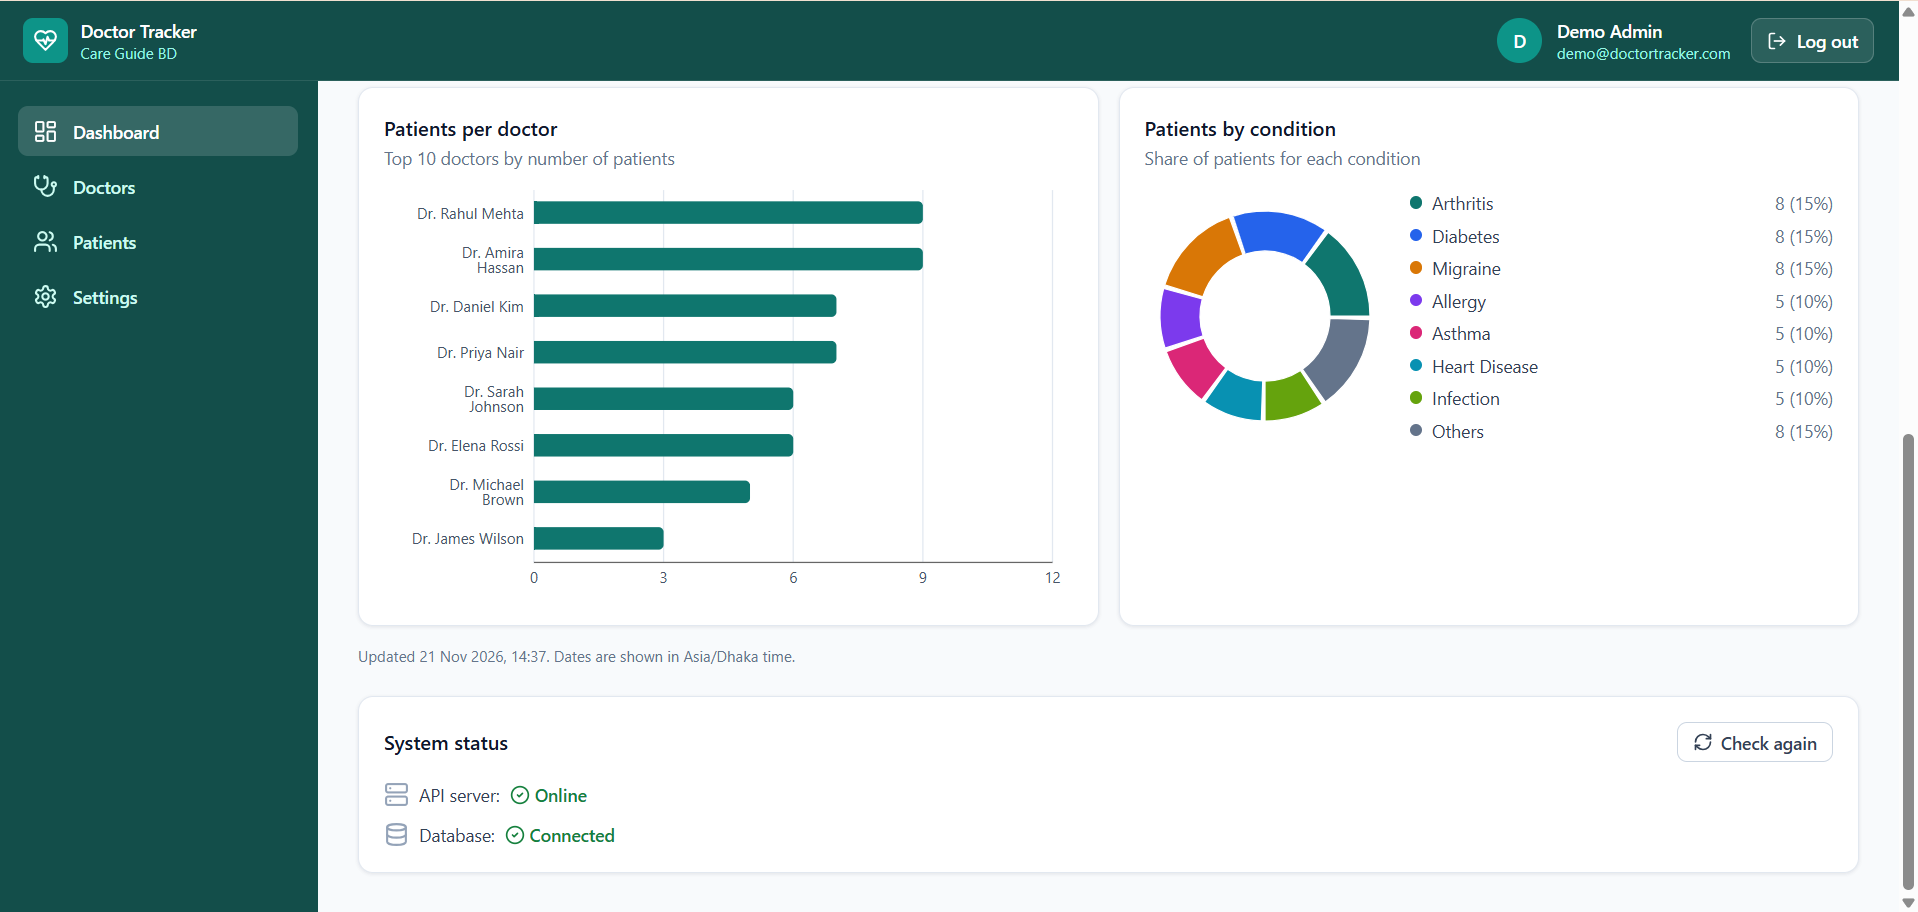 Doctor Tracker
Care Guide BD
D
Demo Admin
demo@doctortracker.com
Log out
Dashboard
Doctors
Patients
Settings
Patients per doctor
Top 10 doctors by number of patients
Dr. Rahul Mehta
Dr. Amira
Hassan
Dr. Daniel Kim
Dr. Priya Nair
Dr. Sarah
Johnson
Dr. Elena Rossi
Dr. Michael
Brown
Dr. James Wilson
0 3 6 9 12
Patients by condition
Share of patients for each condition
Arthritis 8 (15%)
Diabetes 8 (15%)
Migraine 8 (15%)
Allergy 5 (10%)
Asthma 5 (10%)
Heart Disease 5 (10%)
Infection 5 (10%)
Others 8 (15%)
Updated 21 Nov 2026, 14:37. Dates are shown in Asia/Dhaka time.
System status
Check again
API server: Online
Database: Connected